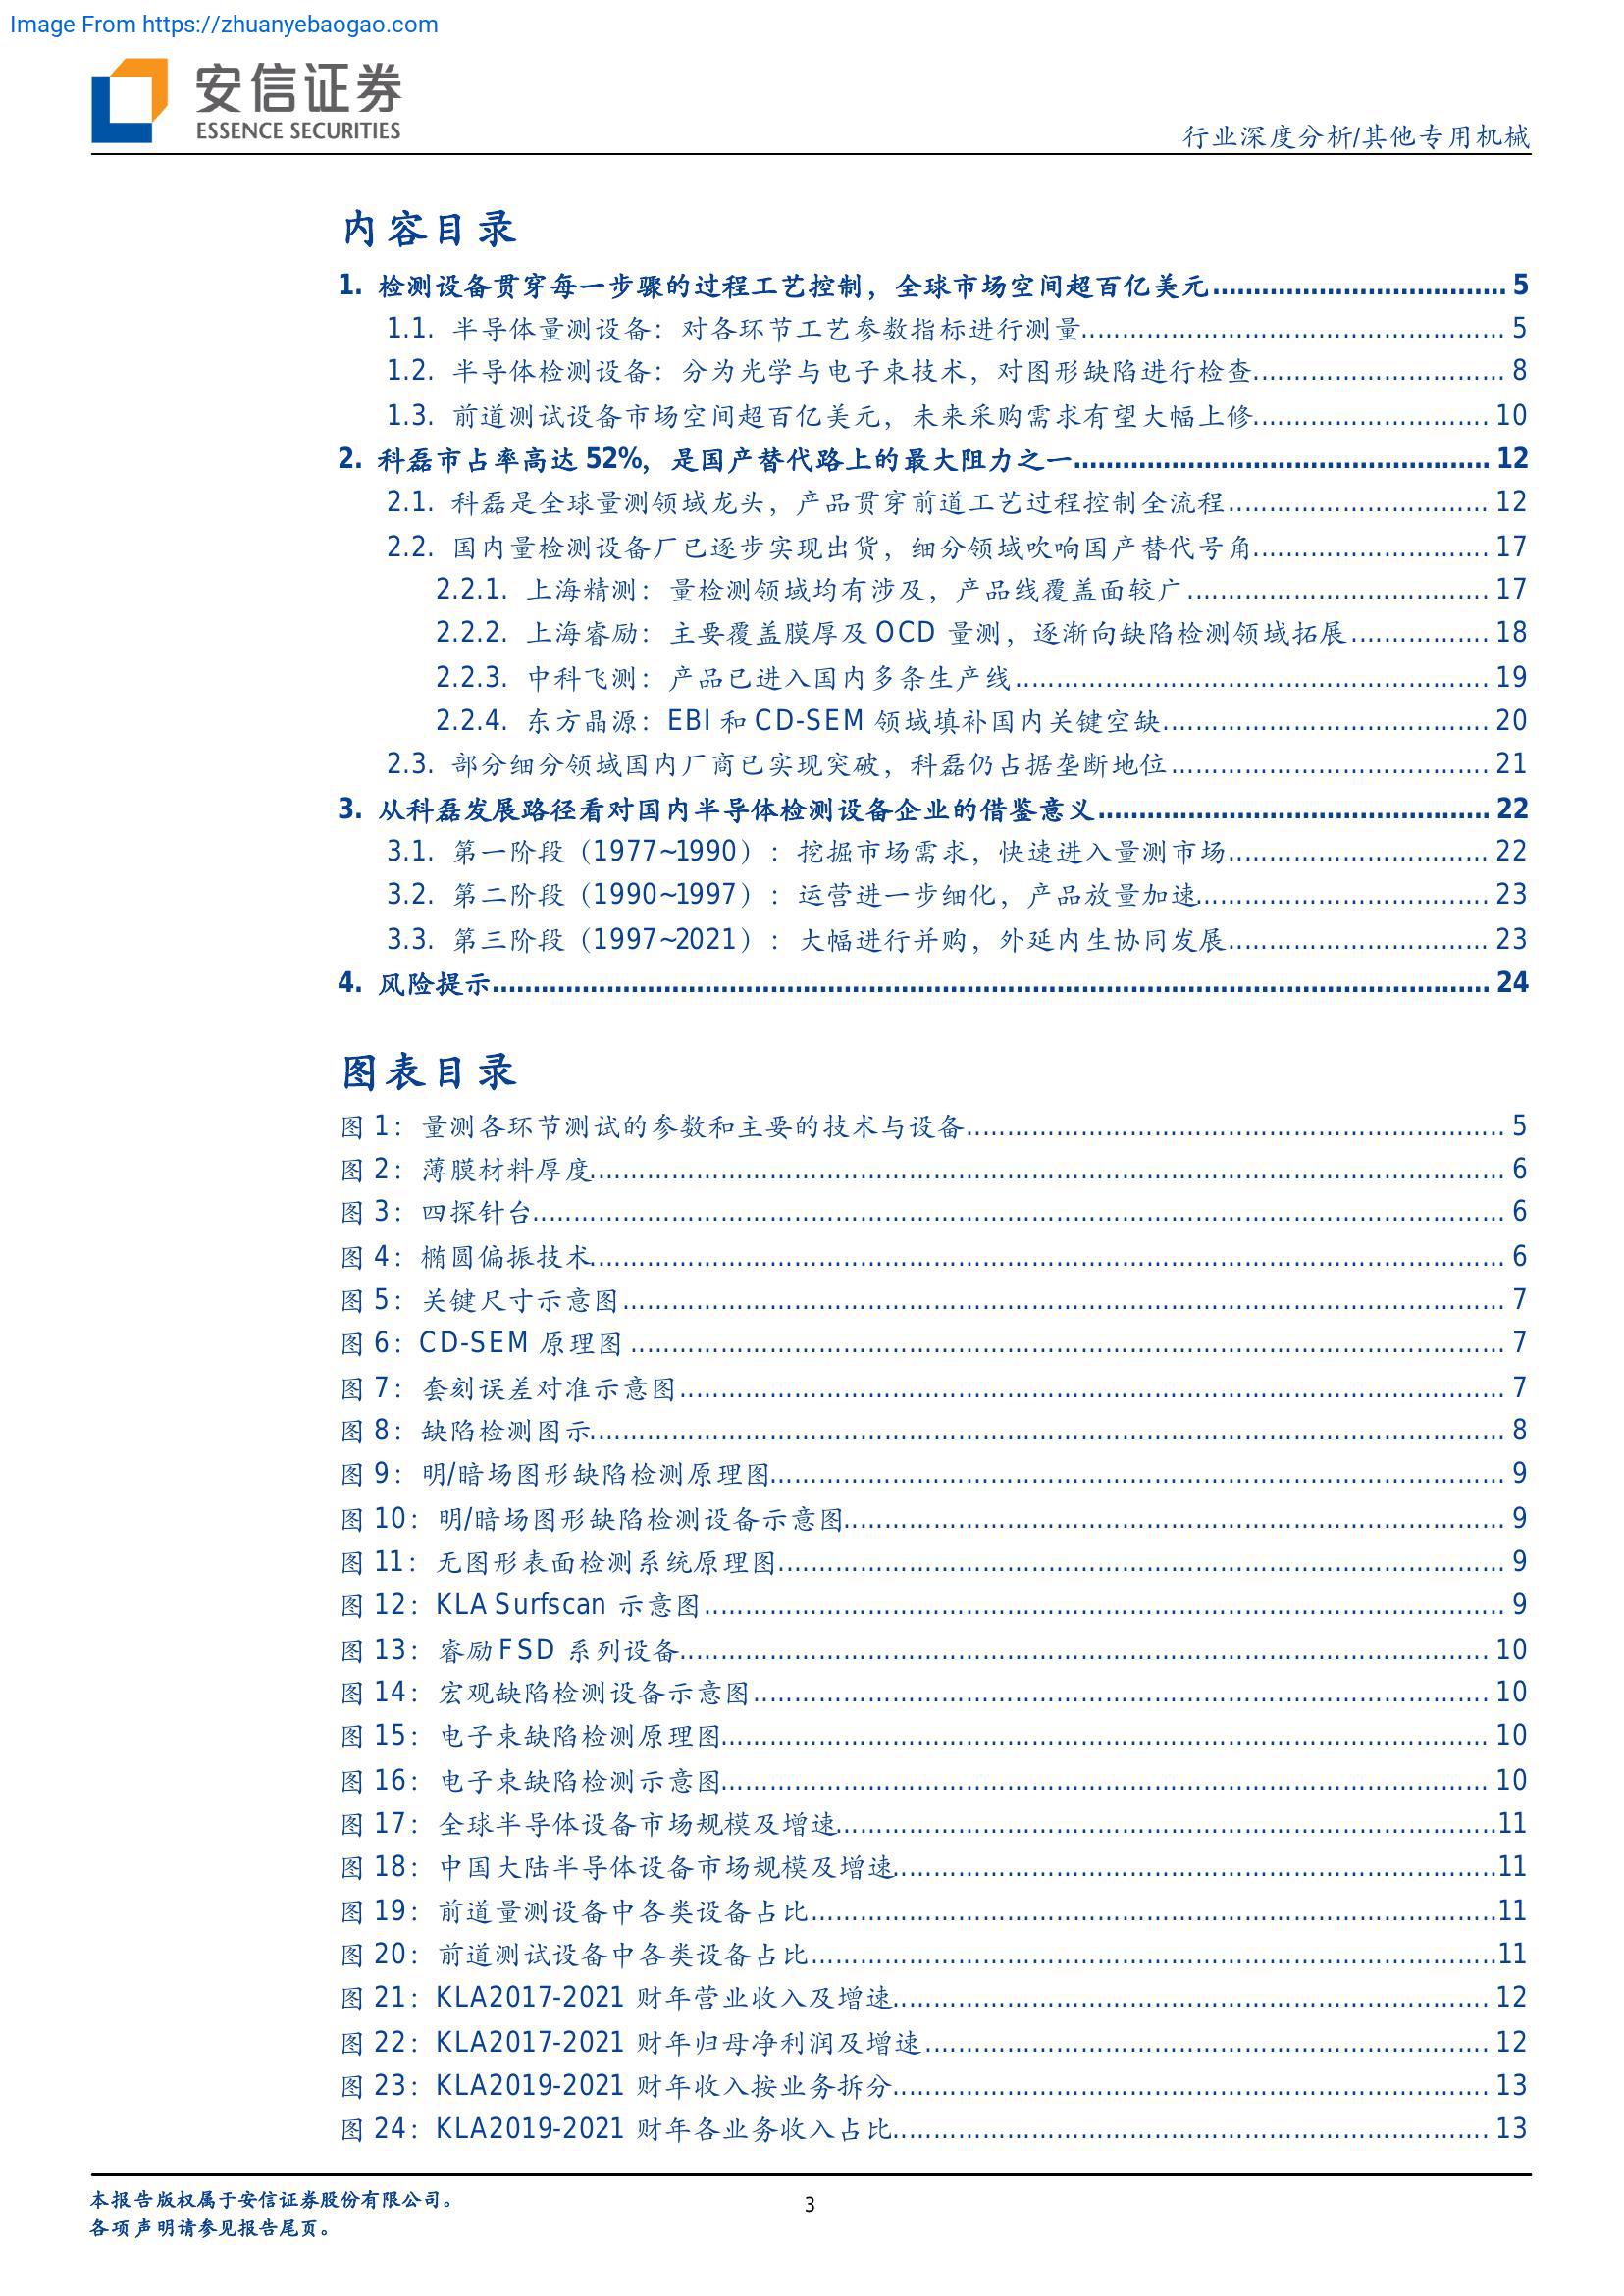 Image From https://zhuanyebaogao.com
安信证券
ESSENCE SECURITIES
行业深度分析/其他专用机械
内容目录
1. 检测设备贯穿每一步骤的过程工艺控制，全球市场空间超百亿美元 5
1.1. 半导体量测设备：对各环节工艺参数指标进行测量 5
1.2. 半导体检测设备：分为光学与电子束技术，对图形缺陷进行检查 8
1.3. 前道测试设备市场空间超百亿美元，未来采购需求有望大幅上修 10
2. 科磊市占率高达 52%，是国产替代路上的最大阻力之一 12
2.1. 科磊是全球量测领域龙头，产品贯穿前道工艺过程控制全流程 12
2.2. 国内量检测设备厂已逐步实现出货，细分领域吹响国产替代号角 17
2.2.1. 上海精测：量检测领域均有涉及，产品线覆盖面较广 17
2.2.2. 上海睿励：主要覆盖膜厚及 OCD 量测，逐渐向缺陷检测领域拓展 18
2.2.3. 中科飞测：产品已进入国内多条生产线 19
2.2.4. 东方晶源：EBI 和 CD-SEM 领域填补国内关键空缺 20
2.3. 部分细分领域国内厂商已实现突破，科磊仍占据垄断地位 21
3. 从科磊发展路径看对国内半导体检测设备企业的借鉴意义 22
3.1. 第一阶段（1977~1990）：挖掘市场需求，快速进入量测市场 22
3.2. 第二阶段（1990~1997）：运营进一步细化，产品放量加速 23
3.3. 第三阶段（1997~2021）：大幅进行并购，外延内生协同发展 23
4. 风险提示 24
图表目录
图 1：量测各环节测试的参数和主要的技术与设备 5
图 2：薄膜材料厚度 6
图 3：四探针台 6
图 4：椭圆偏振技术 6
图 5：关键尺寸示意图 7
图 6：CD-SEM 原理图 7
图 7：套刻误差对准示意图 7
图 8：缺陷检测图示 8
图 9：明/暗场图形缺陷检测原理图 9
图 10：明/暗场图形缺陷检测设备示意图 9
图 11：无图形表面检测系统原理图 9
图 12：KLA Surfscan 示意图 9
图 13：睿励 FSD 系列设备 10
图 14：宏观缺陷检测设备示意图 10
图 15：电子束缺陷检测原理图 10
图 16：电子束缺陷检测示意图 10
图 17：全球半导体设备市场规模及增速 11
图 18：中国大陆半导体设备市场规模及增速 11
图 19：前道量测设备中各类设备占比 11
图 20：前道测试设备中各类设备占比 11
图 21：KLA2017-2021 财年营业收入及增速 12
图 22：KLA2017-2021 财年归母净利润及增速 12
图 23：KLA2019-2021 财年收入按业务拆分 13
图 24：KLA2019-2021 财年各业务收入占比 13
本报告版权属于安信证券股份有限公司。
各项声明请参见报告尾页。
3